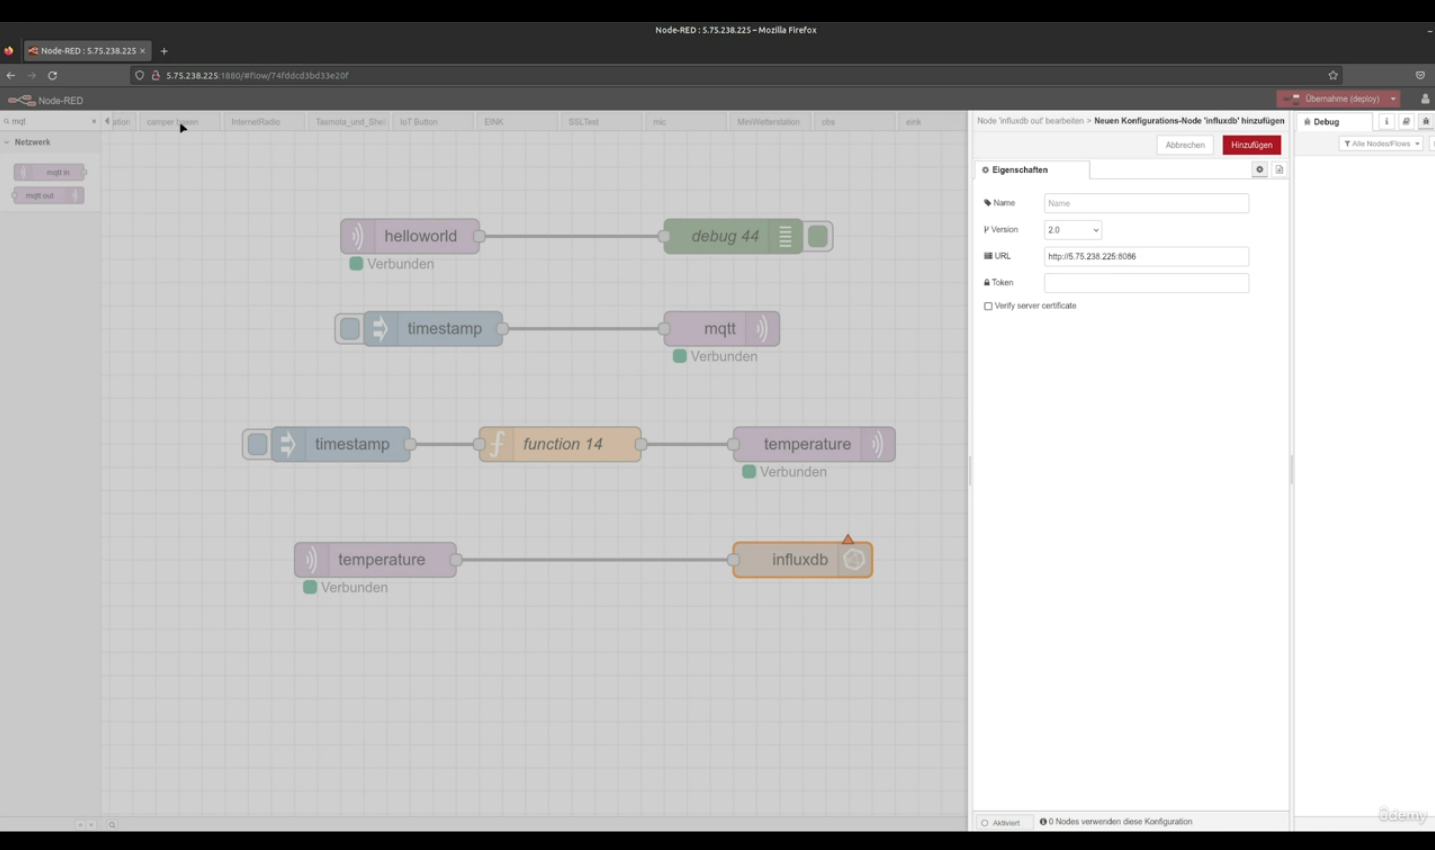 Node-RED : 5.75.238.225 – Mozilla Firefox
Node-RED : 5.75.238.225
5.75.238.225:1880/#flow/74fddcd3bd33e20f
Node-RED
Übernahme (deploy)
mqt
ation
camper boxen
InternetRadio
Tasmota_und_Shel
IoT Button
EINK
SSLTest
mic
MiniWetterstation
obs
eink
Node 'influxdb out' bearbeiten > Neuen Konfigurations-Node 'influxdb' hinzufügen
Debug
Netzwerk
mqtt in
mqtt out
Abbrechen
Hinzufügen
Alle Nodes/Flows
Eigenschaften
Name
Name
Version
2.0
URL
http://5.75.238.225:8086
Token
Verify server certificate
helloworld
debug 44
Verbunden
timestamp
mqtt
Verbunden
timestamp
function 14
temperature
Verbunden
temperature
influxdb
Verbunden
Aktiviert
0 Nodes verwenden diese Konfiguration
ûdemy